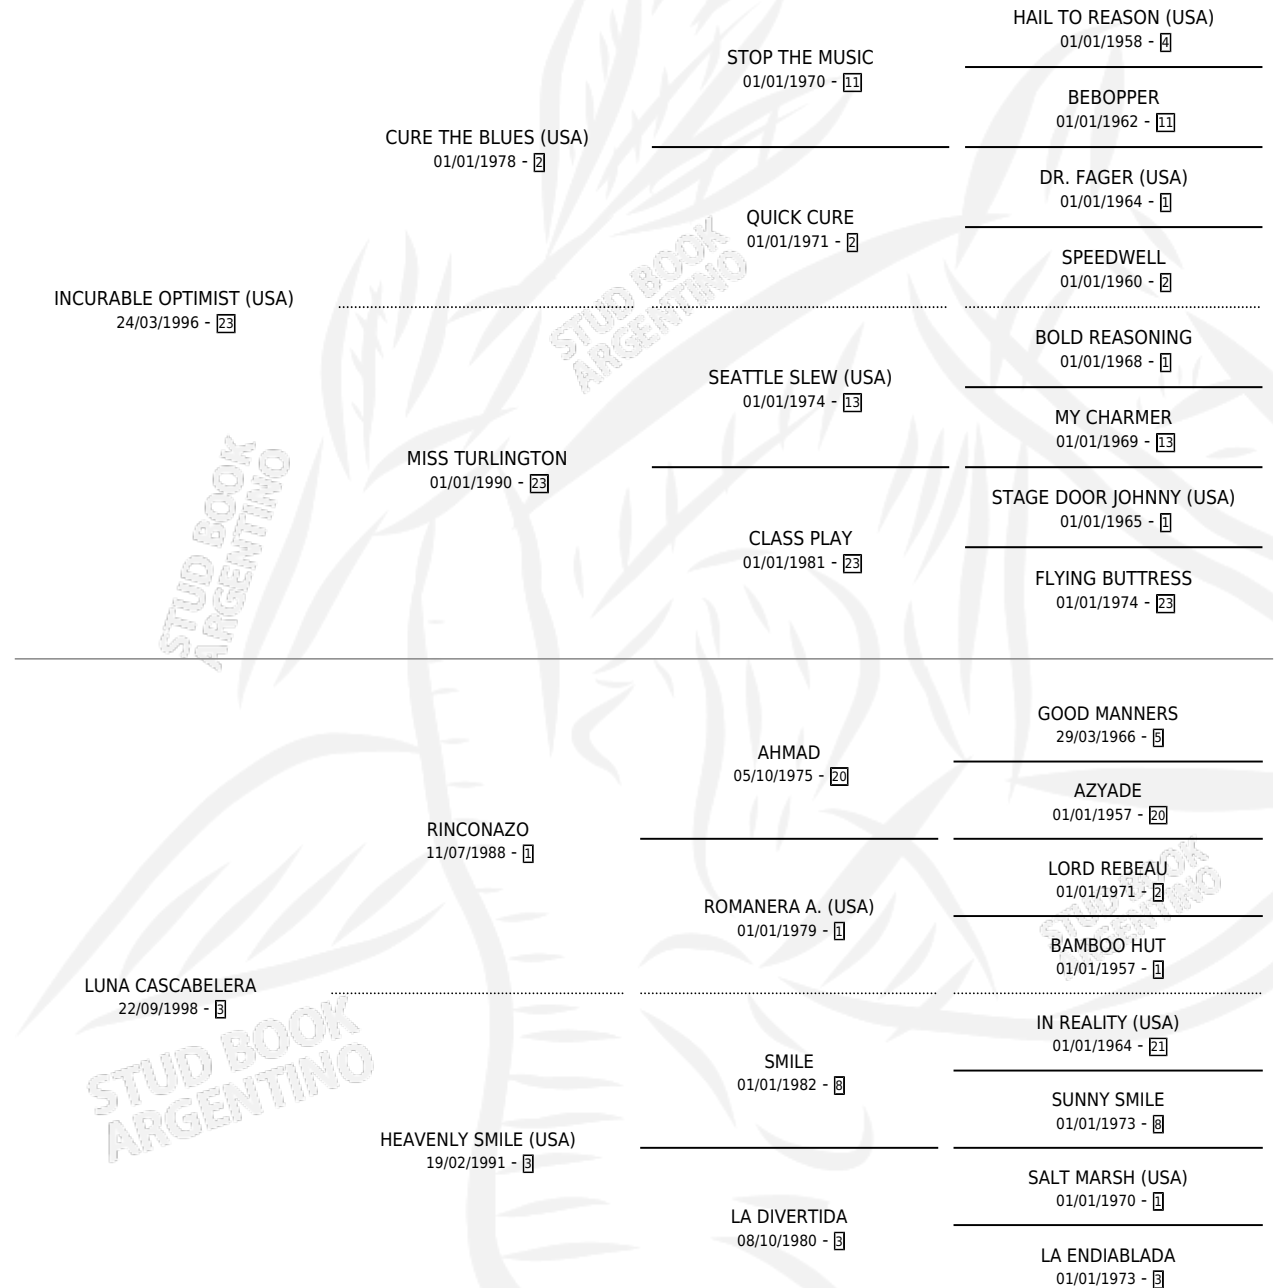 HAIL TO REASON (USA)
01/01/1958 - 4
STOP THE MUSIC
01/01/1970 - 11
BEBOPPER
01/01/1962 - 11
CURE THE BLUES (USA)
01/01/1978 - 2
DR. FAGER (USA)
01/01/1964 - 1
QUICK CURE
01/01/1971 - 2
SPEEDWELL
01/01/1960 - 2
INCURABLE OPTIMIST (USA)
24/03/1996 - 23
BOLD REASONING
01/01/1968 - 1
SEATTLE SLEW (USA)
01/01/1974 - 13
MY CHARMER
01/01/1969 - 13
MISS TURLINGTON
01/01/1990 - 23
STAGE DOOR JOHNNY (USA)
01/01/1965 - 1
CLASS PLAY
01/01/1981 - 23
FLYING BUTTRESS
01/01/1974 - 23
GOOD MANNERS
29/03/1966 - 5
AHMAD
05/10/1975 - 20
AZYADE
01/01/1957 - 20
RINCONAZO
11/07/1988 - 1
LORD REBEAU
01/01/1971 - 2
ROMANERA A. (USA)
01/01/1979 - 1
BAMBOO HUT
01/01/1957 - 1
LUNA CASCABELERA
22/09/1998 - 3
IN REALITY (USA)
01/01/1964 - 21
SMILE
01/01/1982 - 8
SUNNY SMILE
01/01/1973 - 8
HEAVENLY SMILE (USA)
19/02/1991 - 3
SALT MARSH (USA)
01/01/1970 - 1
LA DIVERTIDA
08/10/1980 - 3
LA ENDIABLADA
01/01/1973 - 3
STUD BOOK
ARGENTINO
STUD BOOK
ARGENTINO
STUD BOOK
ARGENTINO
STUD BOOK
ARGENTINO